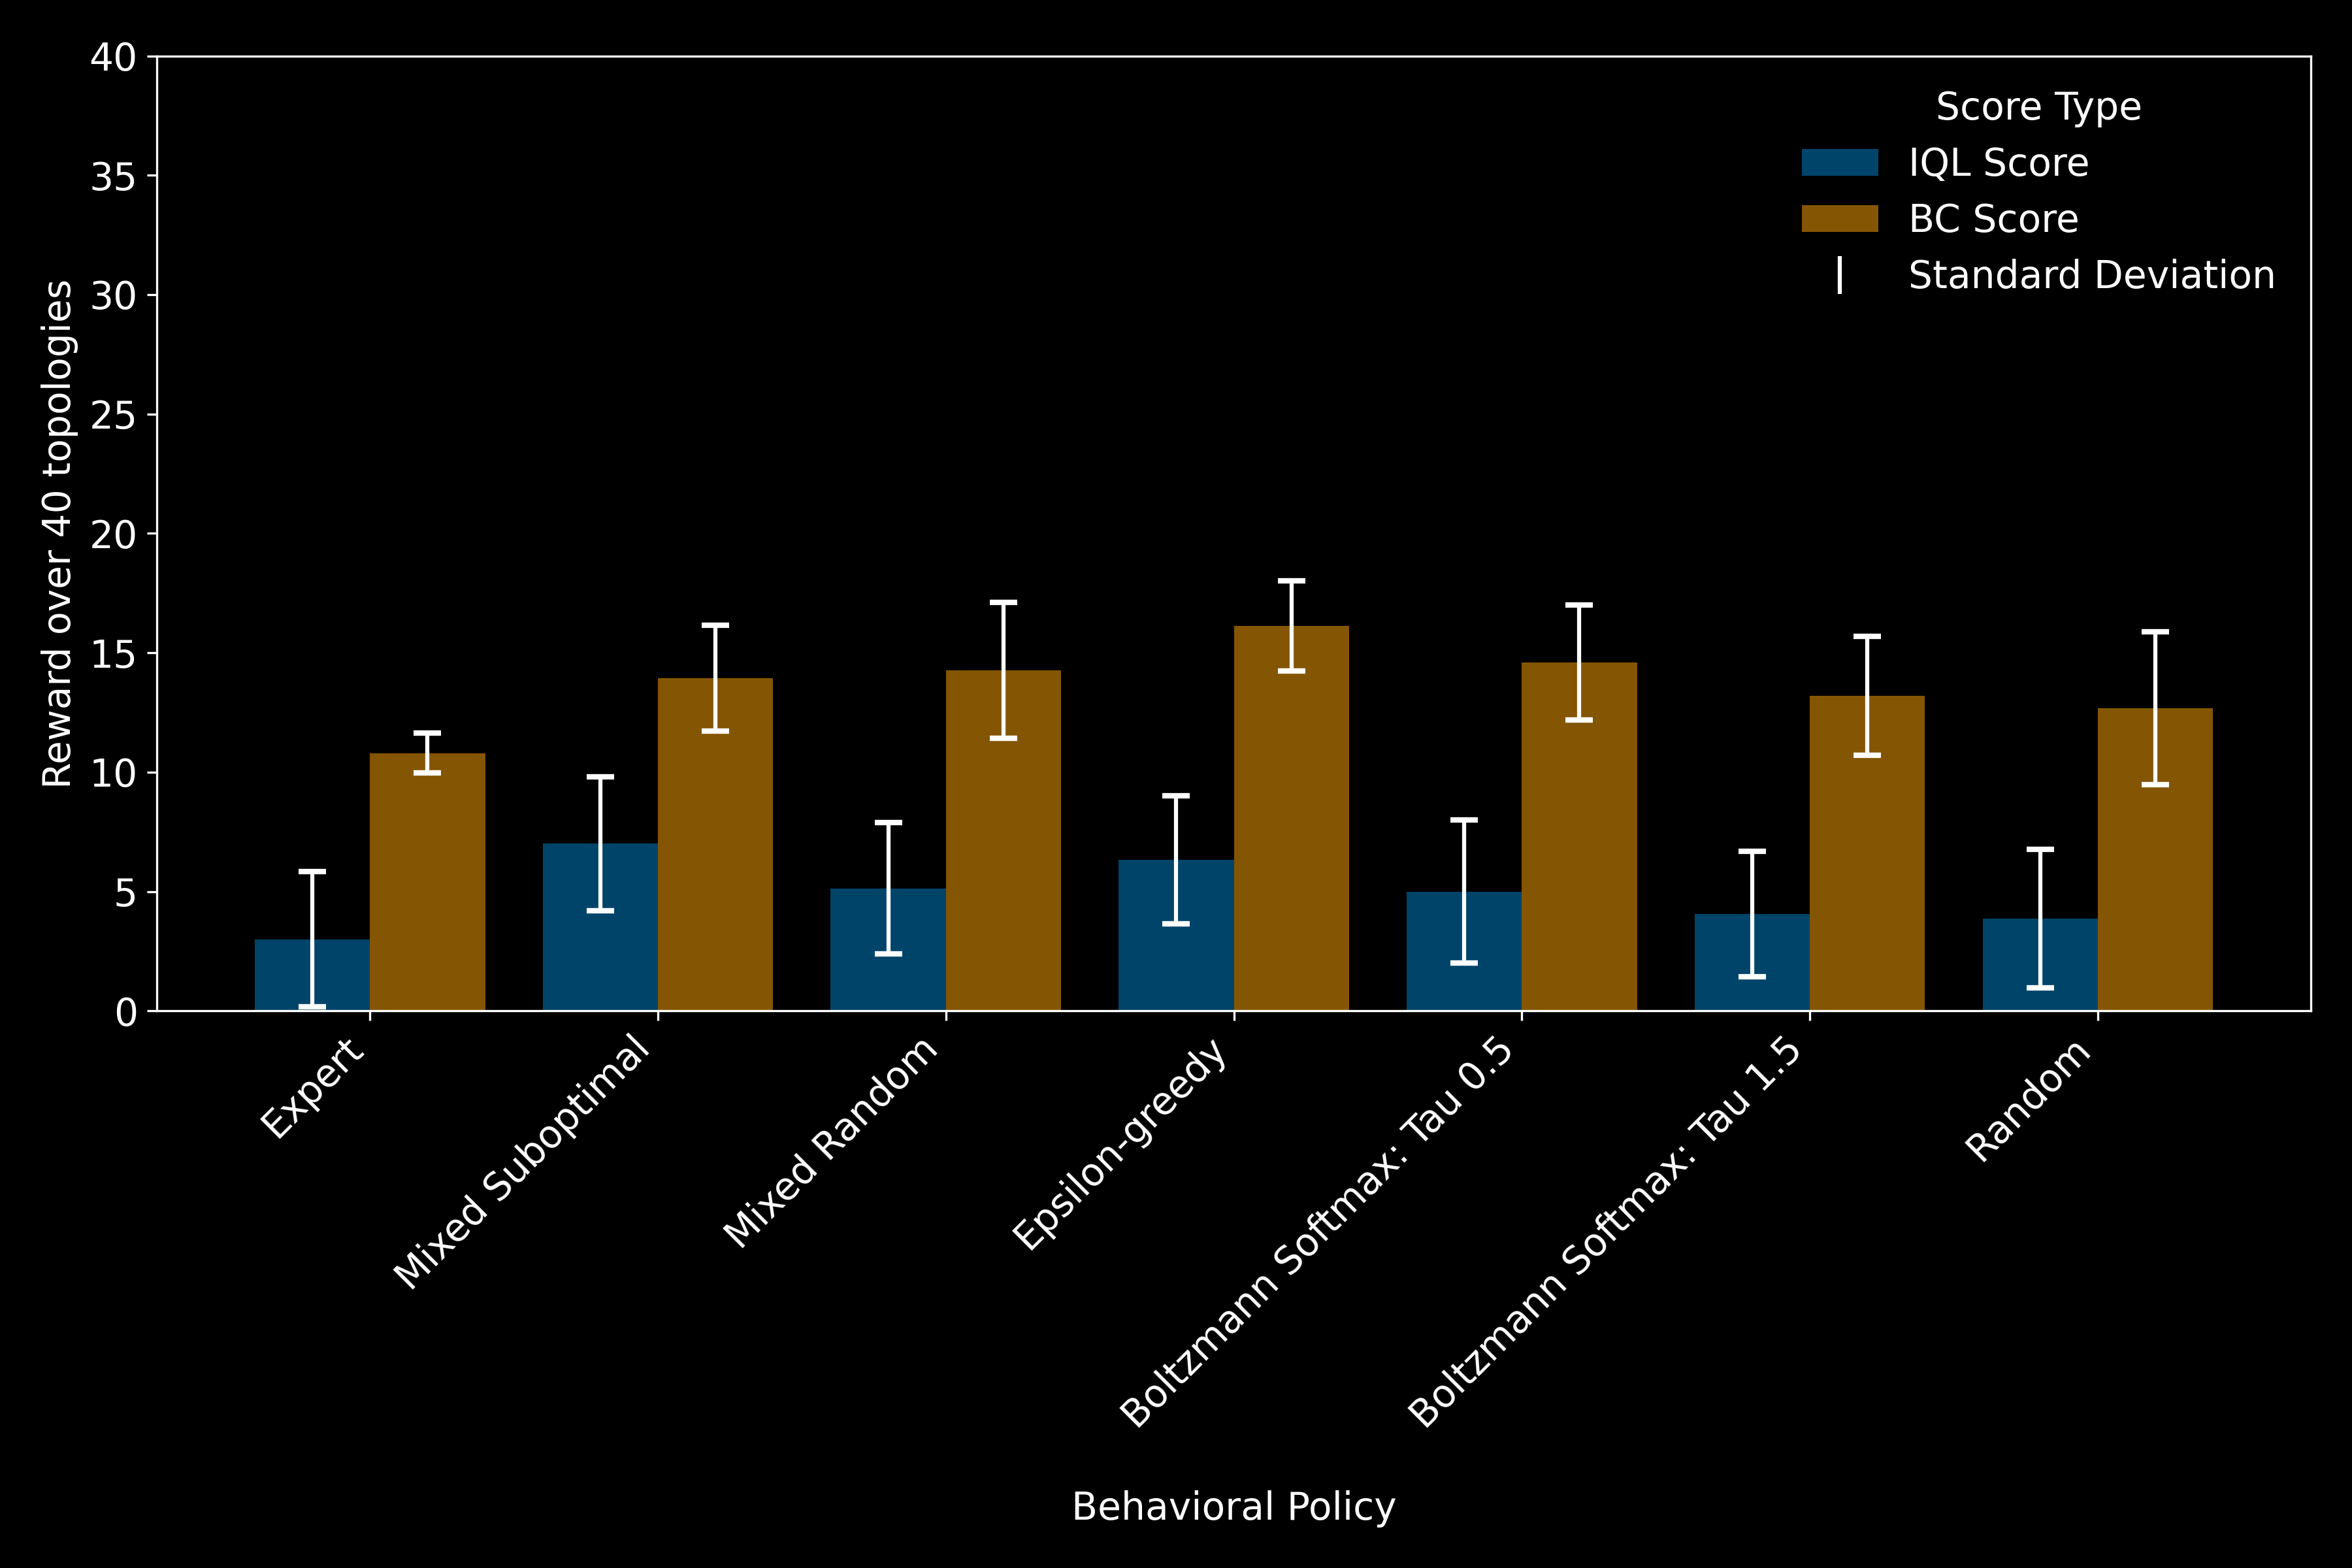 40
35
30
25
20
15
10
5
0
Reward over 40 topologies
Score Type
IQL Score
BC Score
Standard Deviation
Expert
Mixed Suboptimal
Mixed Random
Epsilon-greedy
Boltzmann Softmax: Tau 0.5
Boltzmann Softmax: Tau 1.5
Random
Behavioral Policy